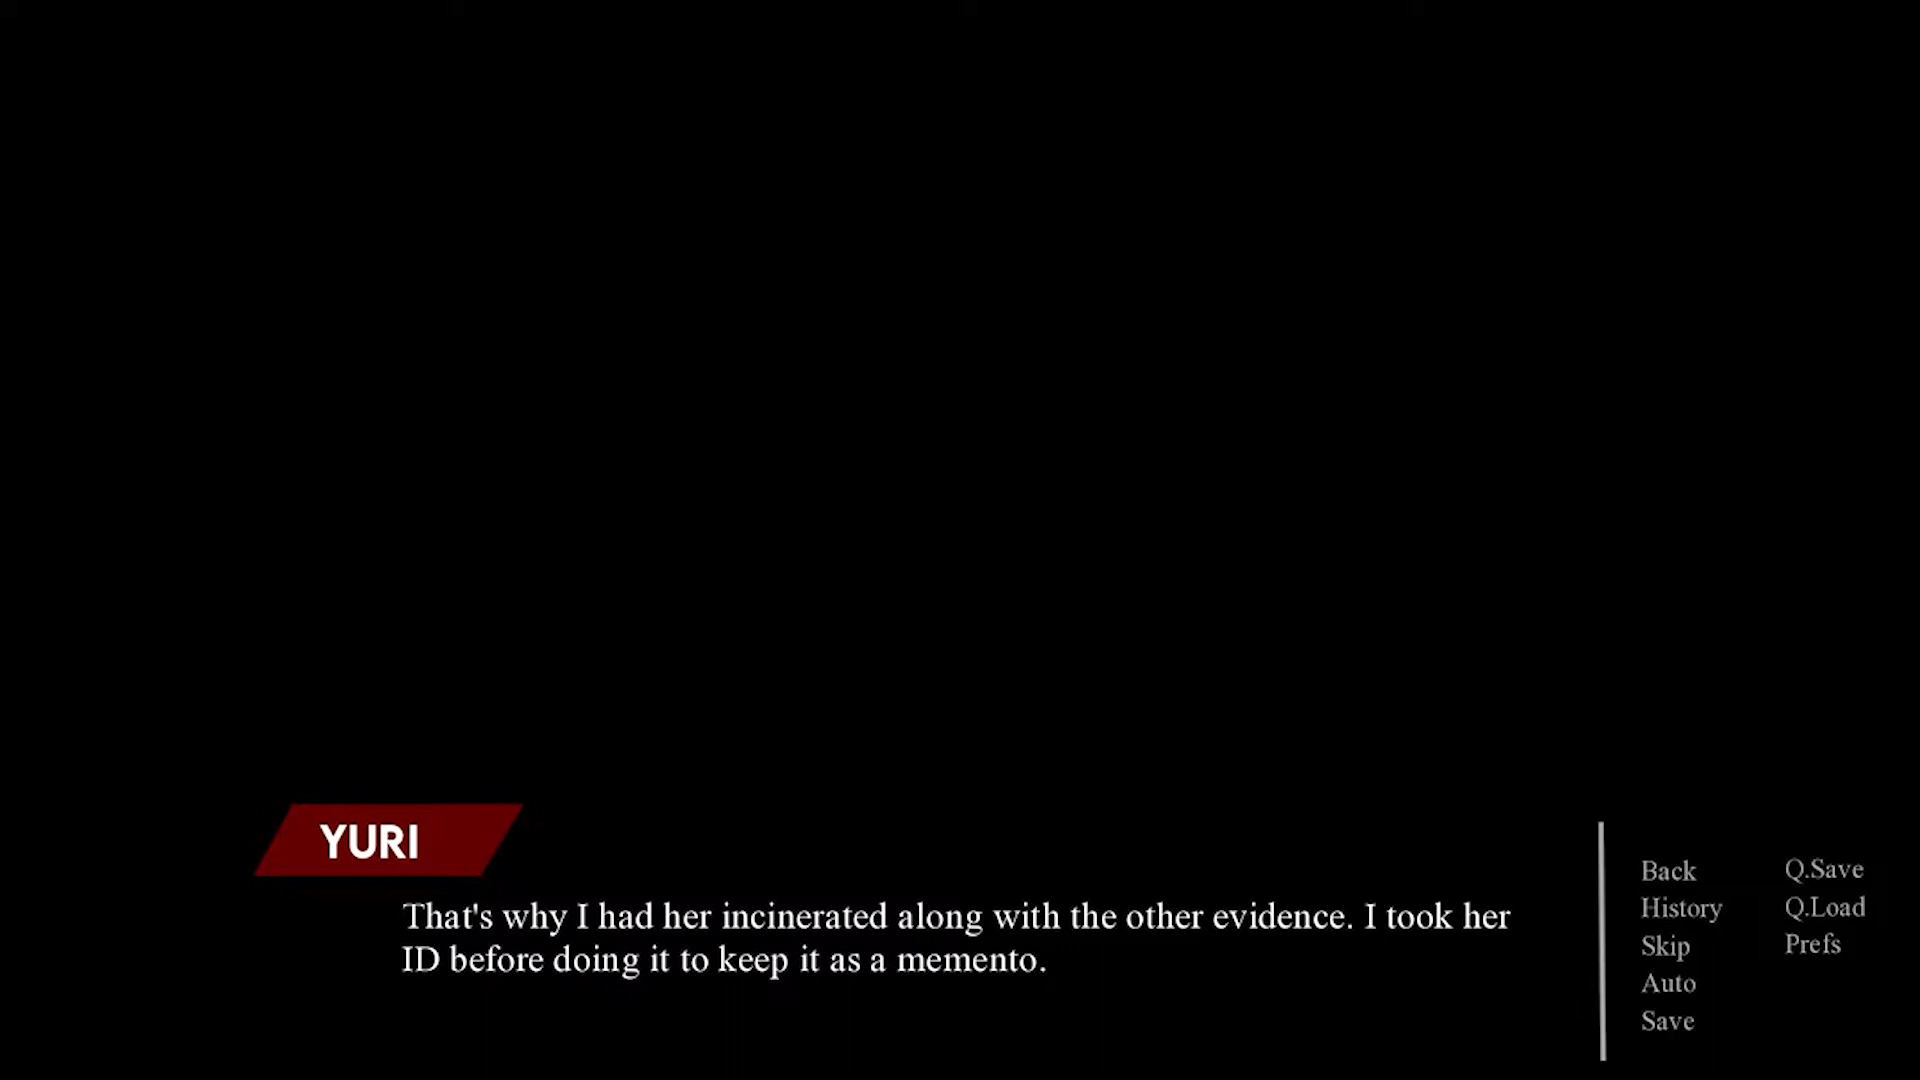 YURI
That's why I had her incinerated along with the other evidence. I took her
ID before doing it to keep it as a memento.
Back
History
Skip
Auto
Save
Q.Save
Q.Load
Prefs